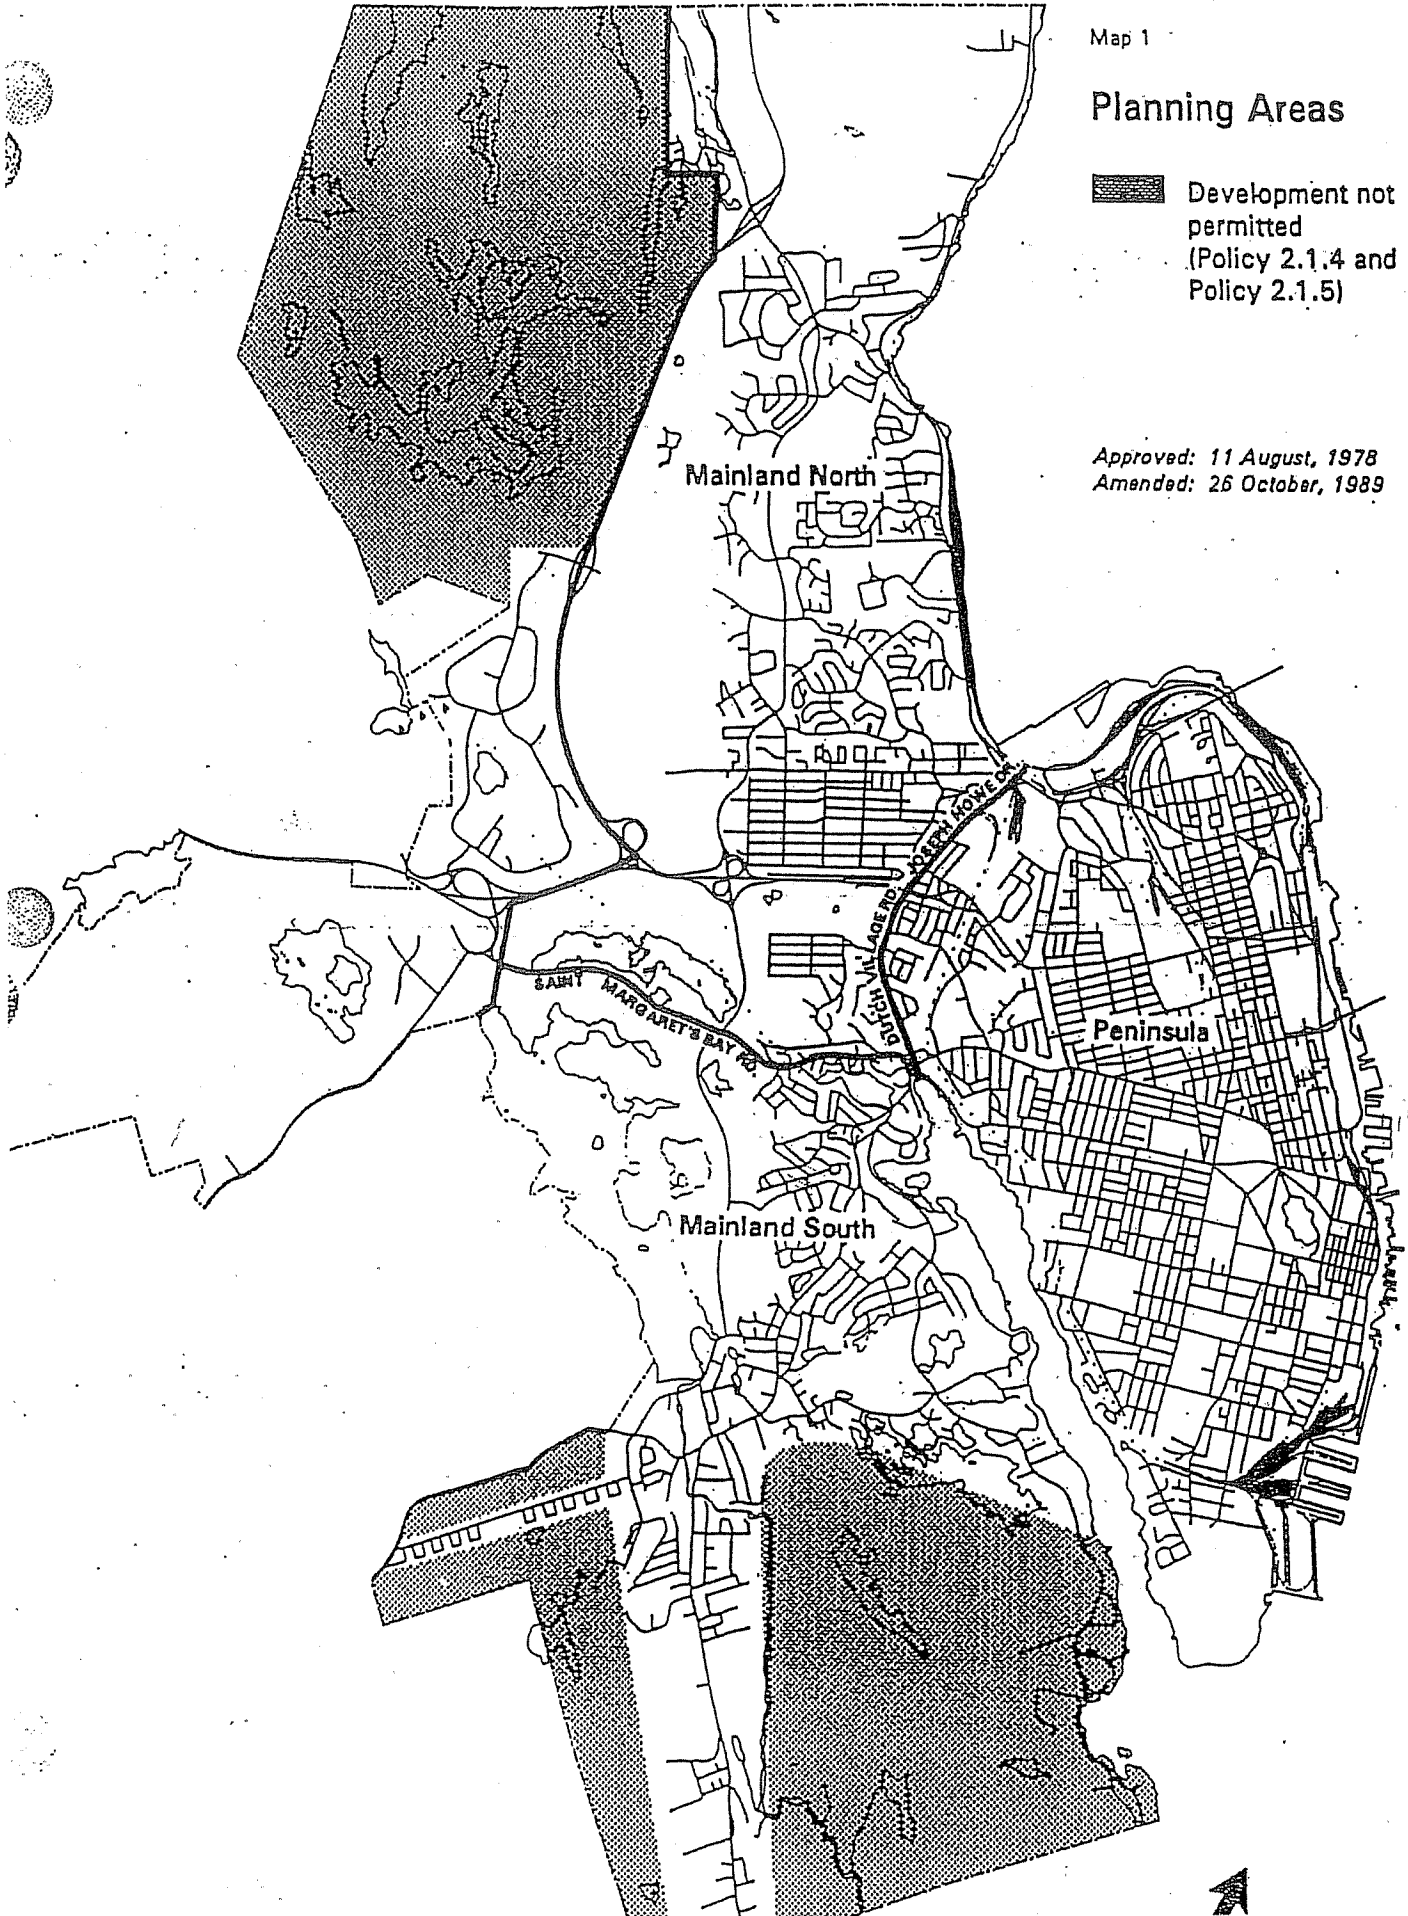 Map 1
Planning Areas
Development not
permitted
(Policy 2.1.4 and
Policy 2.1.5)
Approved: 11 August, 1978
Amended: 26 October, 1989
Mainland North
JOSEPH HOWE DR.
DUTCH VILLAGE RD.
SAINT MARGARET'S BAY RD.
Peninsula
Mainland South